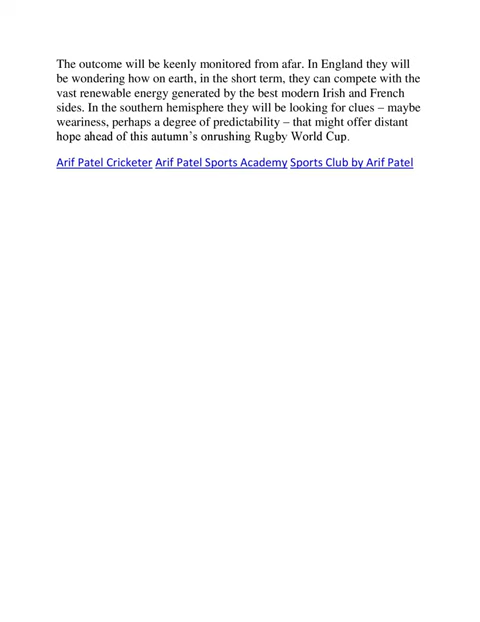 The outcome will be keenly monitored from afar. In England they will
be wondering how on earth, in the short term, they can compete with the
vast renewable energy generated by the best modern Irish and French
sides. In the southern hemisphere they will be looking for clues – maybe
weariness, perhaps a degree of predictability – that might offer distant
hope ahead of this autumn’s onrushing Rugby World Cup.
Arif Patel Cricketer Arif Patel Sports Academy Sports Club by Arif Patel